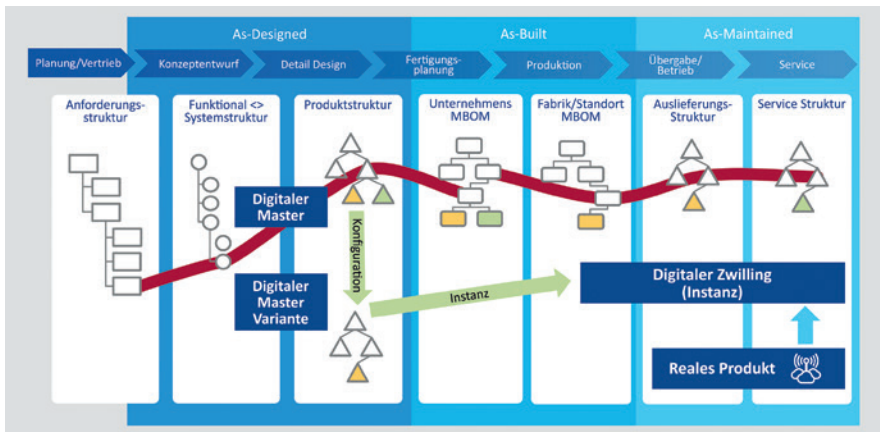 As-Designed
As-Built
As-Maintained
Planung/Vertrieb
Konzeptentwurf
Detail Design
Fertigungs-
planung
Produktion
Übergabe/
Betrieb
Service
Anforderungs-
struktur
Funktional <>
Systemstruktur
Produktstruktur
Unternehmens
MBOM
Fabrik/Standort
MBOM
Auslieferungs-
Struktur
Service Struktur
Digitaler
Master
Konfiguration
Digitaler
Master
Variante
Instanz
Digitaler Zwilling
(Instanz)
Reales Produkt